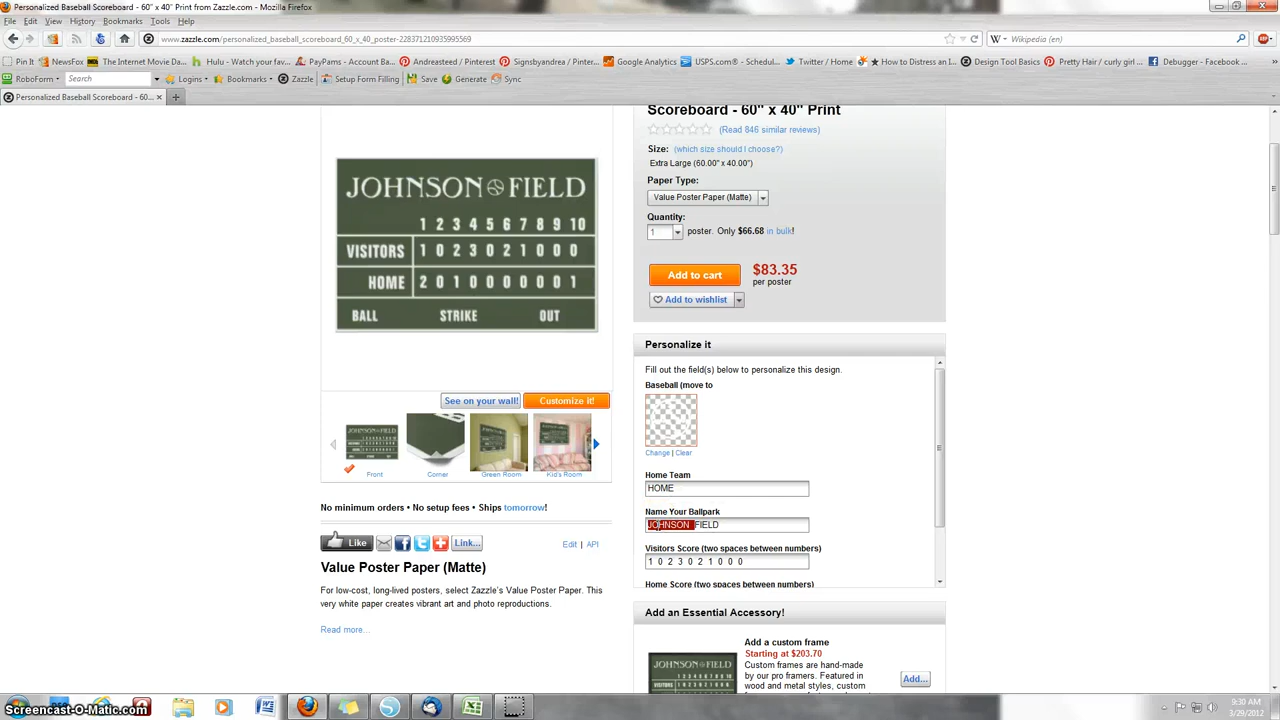 Personalized Baseball Scoreboard - 60" x 40" Print from Zazzle.com - Mozilla Firefox
File Edit View History Bookmarks Tools Help
www.zazzle.com/personalized_baseball_scoreboard_60_x_40_poster-228371210935995569
Wikipedia (en)
Pin It NewsFox The Internet Movie Da... Hulu - Watch your fav... PayPams - Account Ba... Andreasteed / Pinterest Signsbyandrea / Pinter... Google Analytics USPS.com® - Schedul... Twitter / Home How to Distress an I... Design Tool Basics Pretty Hair / curly girl ... Debugger - Facebook ...
RoboForm Search Logins Bookmarks Zazzle Setup Form Filling Save Generate Sync
Personalized Baseball Scoreboard - 60...
Scoreboard - 60" x 40" Print
(Read 846 similar reviews)
Size: (which size should I choose?)
Extra Large (60.00" x 40.00")
Paper Type:
Value Poster Paper (Matte)
Quantity:
1 poster. Only $66.68 in bulk!
Add to cart $83.35
per poster
Add to wishlist
JOHNSON FIELD
1 2 3 4 5 6 7 8 9 10
VISITORS 1 0 2 3 0 2 1 0 0 0
HOME 2 0 1 0 0 0 0 0 0 1
BALL STRIKE OUT
See on your wall! Customize it!
Front Corner Green Room Kid's Room
No minimum orders • No setup fees • Ships tomorrow!
Like Link... Edit | API
Value Poster Paper (Matte)
For low-cost, long-lived posters, select Zazzle's Value Poster Paper. This
very white paper creates vibrant art and photo reproductions.
Read more...
Personalize it
Fill out the field(s) below to personalize this design.
Baseball (move to
Change | Clear
Home Team
HOME
Name Your Ballpark
JOHNSON FIELD
Visitors Score (two spaces between numbers)
1 0 2 3 0 2 1 0 0 0
Home Score (two spaces between numbers)
Add an Essential Accessory!
JOHNSON FIELD
Add a custom frame
Starting at $203.70
Custom frames are hand-made
by our pro framers. Featured in
wood and metal styles, custom
Add...
Screencast-O-Matic.com
9:30 AM
3/29/2012